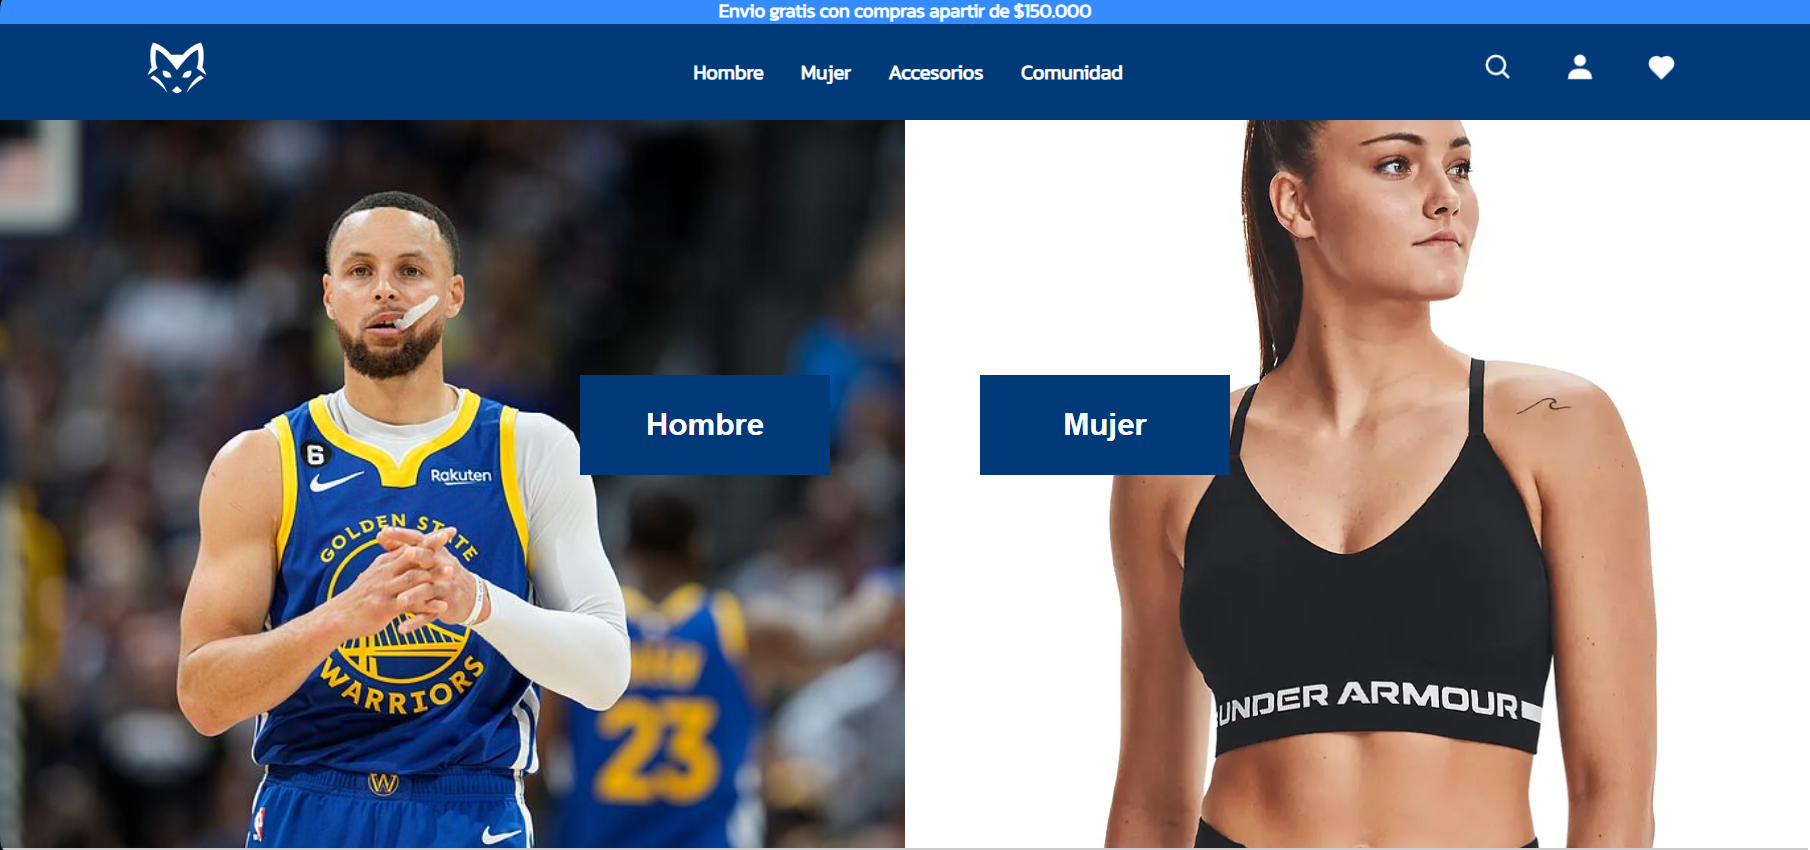 Envio gratis con compras apartir de $150.000
Hombre Mujer Accesorios Comunidad
Hombre
Mujer
6
Rakuten
GOLDEN STATE
WARRIORS
23
W
UNDER ARMOUR